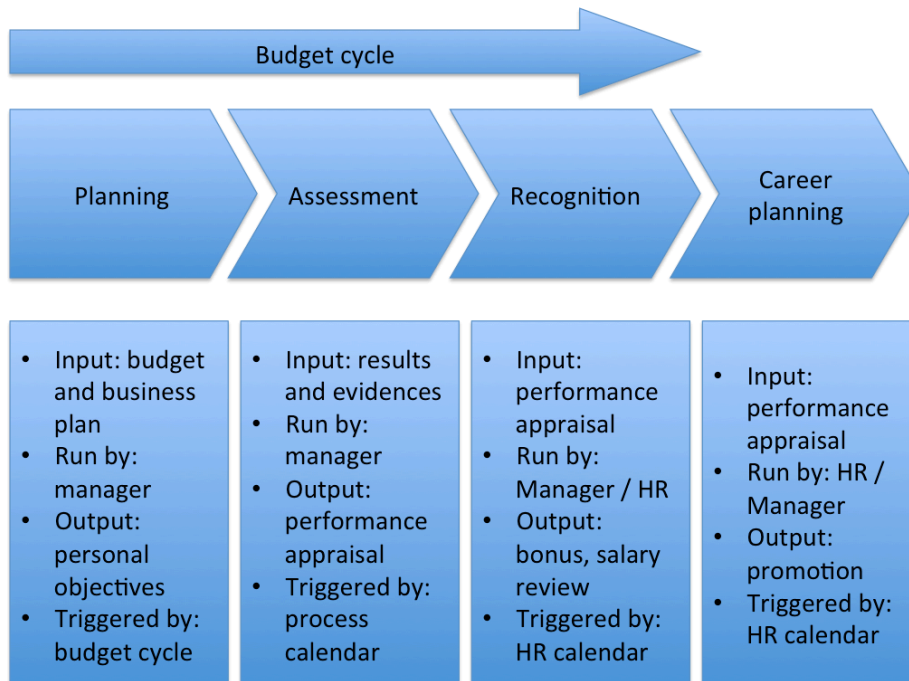 Budget cycle
Planning
Assessment
Recognition
Career
planning
• Input: budget
and business
plan
• Run by:
manager
• Output:
personal
objectives
• Triggered by:
budget cycle
• Input: results
and evidences
• Run by:
manager
• Output:
performance
appraisal
• Triggered by:
process
calendar
• Input:
performance
appraisal
• Run by:
Manager / HR
• Output:
bonus, salary
review
• Triggered by:
HR calendar
• Input:
performance
appraisal
• Run by: HR /
Manager
• Output:
promotion
• Triggered by:
HR calendar